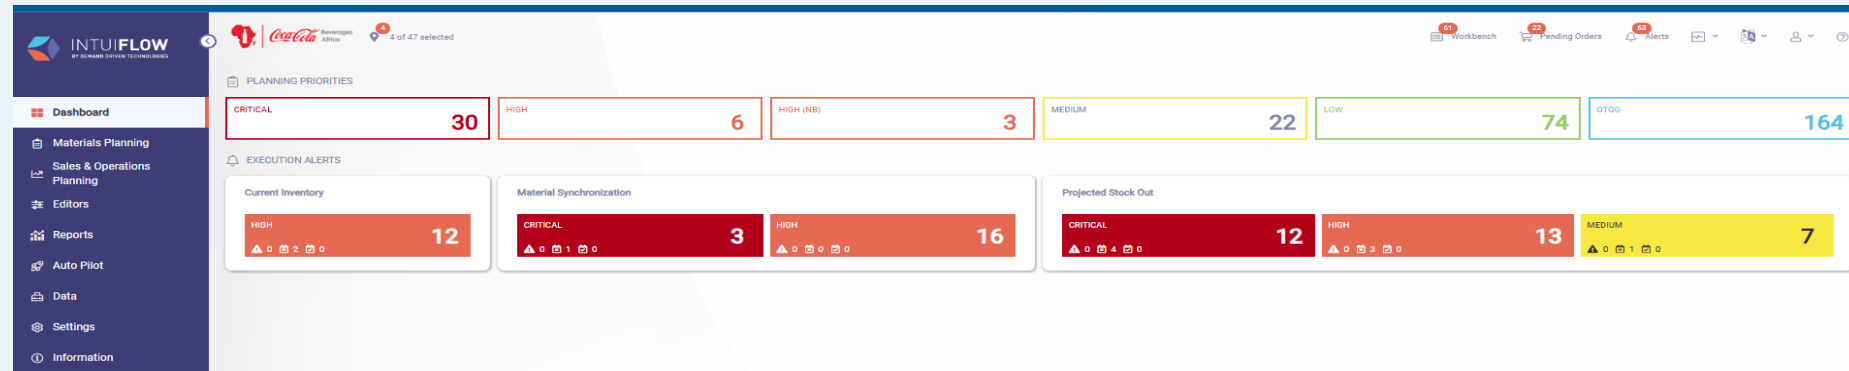 INTUIFLOW
BY DEMAND DRIVEN TECHNOLOGIES
Coca-Cola Beverages Africa
4
4 of 47 selected
61
Workbench
22
Pending Orders
63
Alerts
Dashboard
Materials Planning
Sales & Operations
Planning
Editors
Reports
Auto Pilot
Data
Settings
Information
PLANNING PRIORITIES
CRITICAL
30
HIGH
6
HIGH (NB)
3
MEDIUM
22
LOW
74
OTOG
164
EXECUTION ALERTS
Current Inventory
HIGH
12
0 2 0
Material Synchronization
CRITICAL
3
0 1 0
HIGH
16
0 0 0
Projected Stock Out
CRITICAL
12
0 4 0
HIGH
13
0 3 0
MEDIUM
7
0 1 0